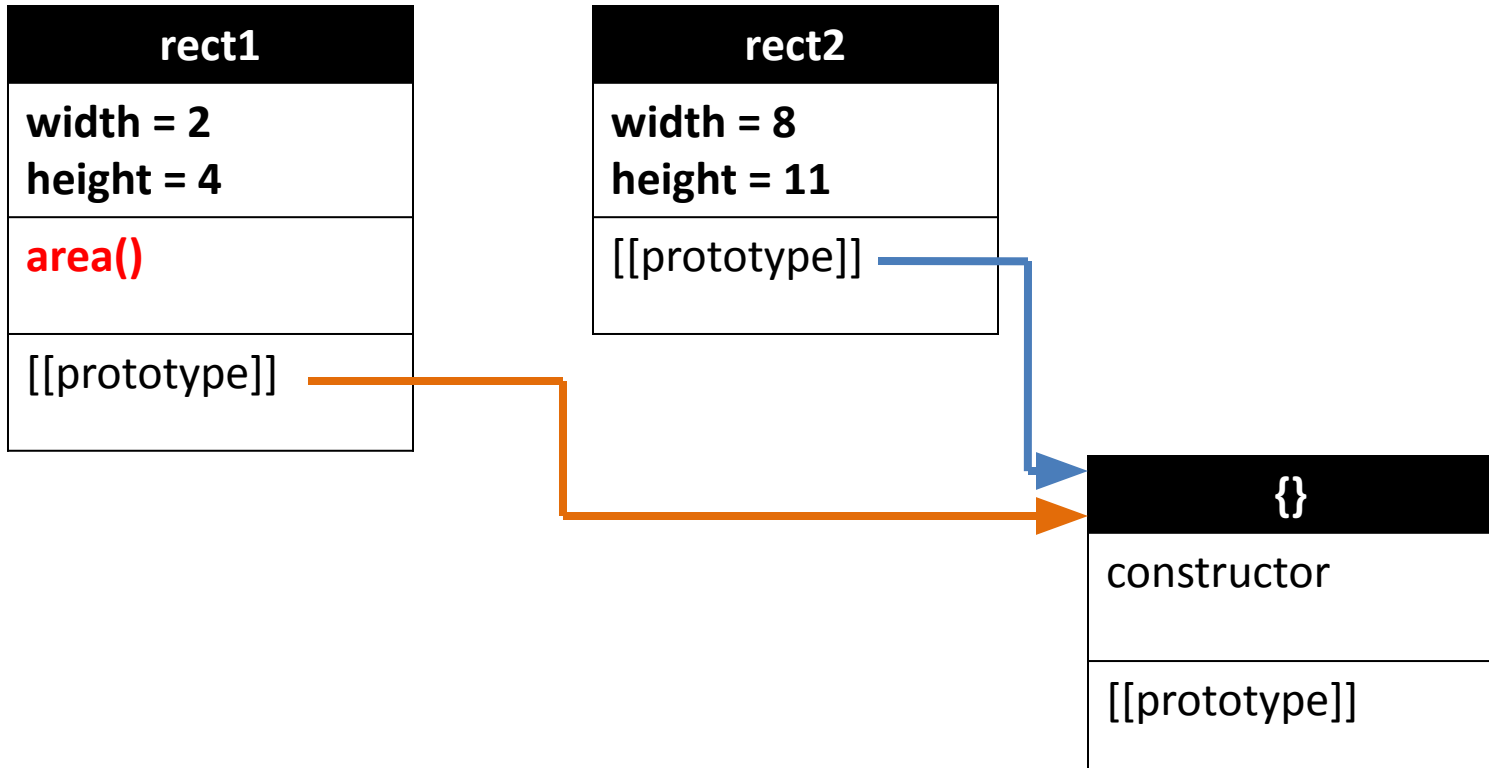 rect1
width = 2
height = 4
area()
[[prototype]]
rect2
width = 8
height = 11
[[prototype]]
{}
constructor
[[prototype]]